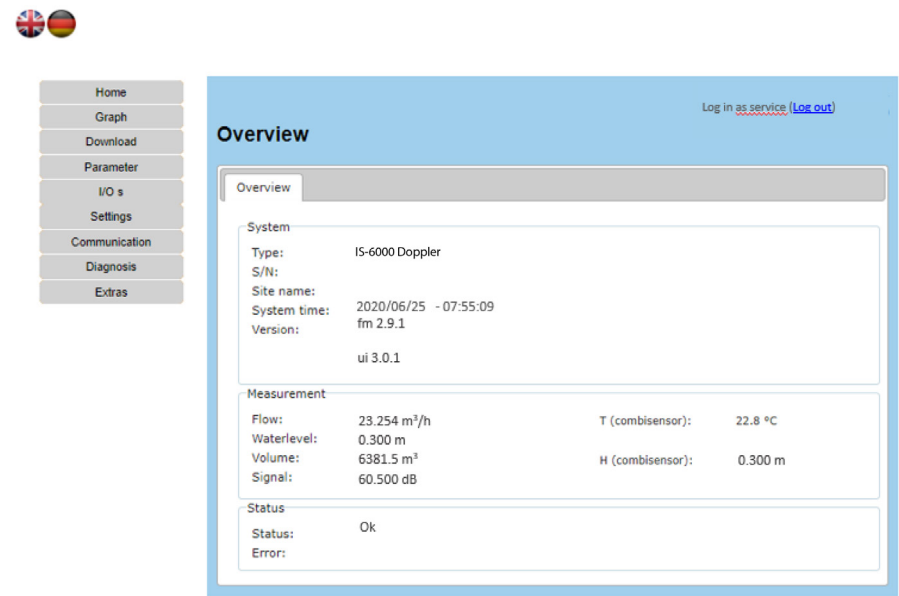 Home
Graph
Download
Parameter
I/O s
Settings
Communication
Diagnosis
Extras
Log in as service (Log out)
Overview
Overview
System
Type: IS-6000 Doppler
S/N:
Site name:
System time: 2020/06/25 - 07:55:09
Version: fm 2.9.1
ui 3.0.1
Measurement
Flow: 23.254 m³/h T (combisensor): 22.8 °C
Waterlevel: 0.300 m
Volume: 6381.5 m³ H (combisensor): 0.300 m
Signal: 60.500 dB
Status
Status: Ok
Error: